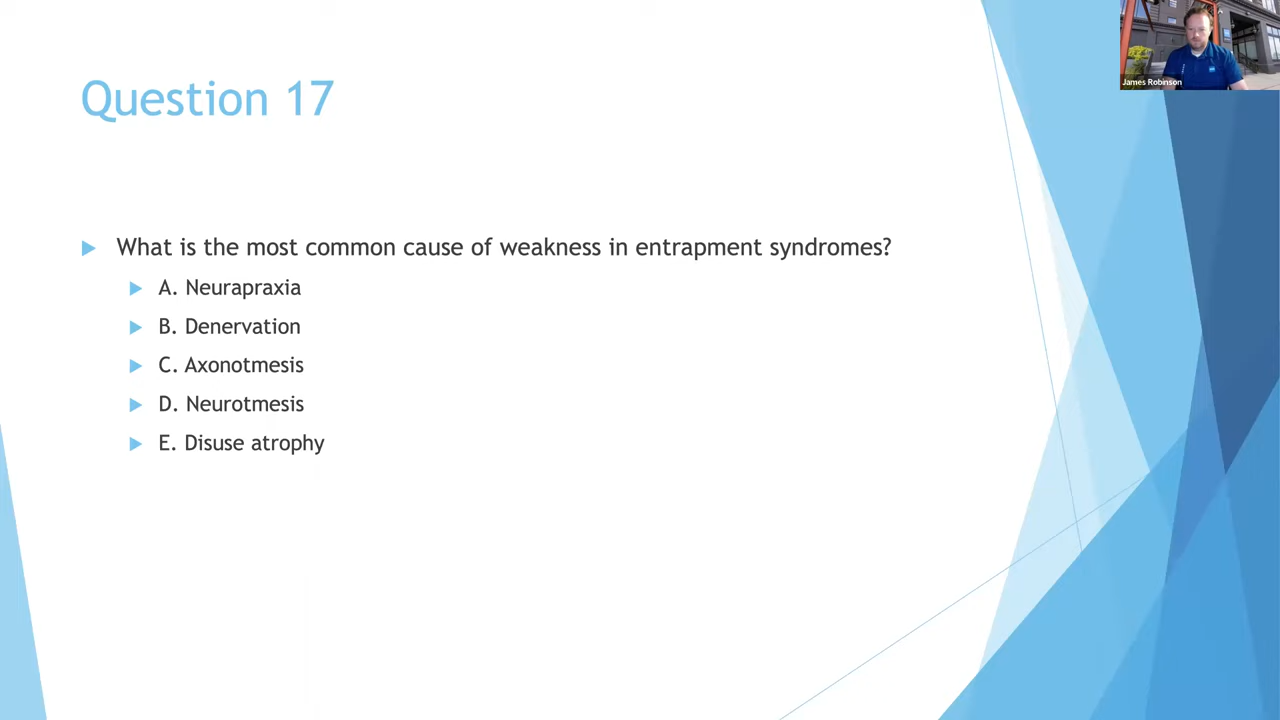 James Robinson
Question 17
What is the most common cause of weakness in entrapment syndromes?
A. Neurapraxia
B. Denervation
C. Axonotmesis
D. Neurotmesis
E. Disuse atrophy